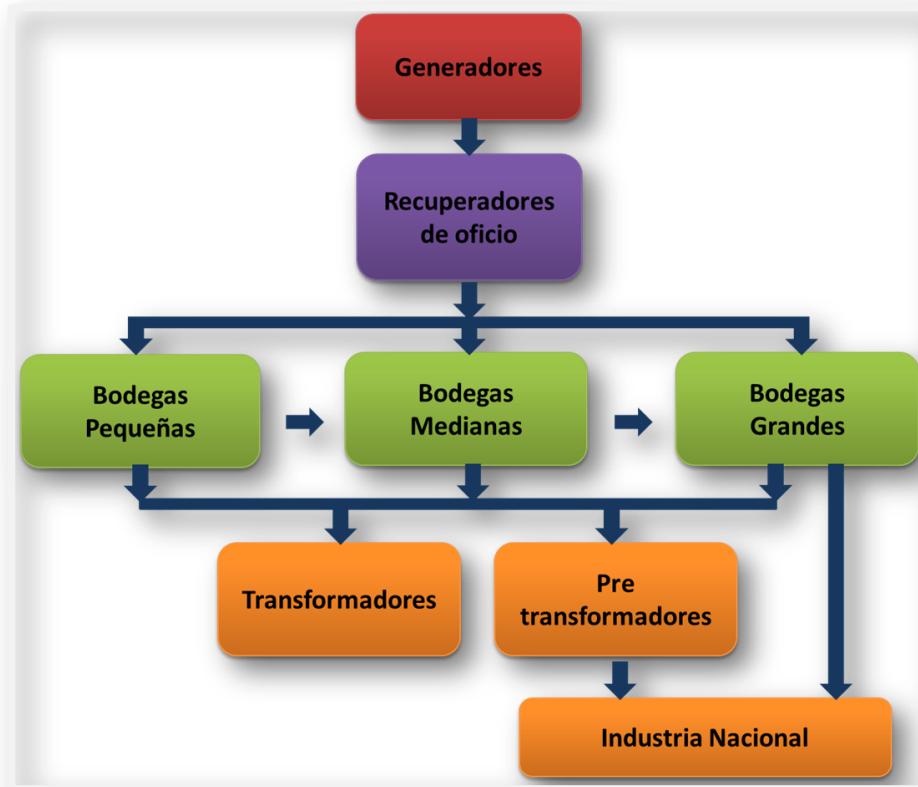 Generadores
Recuperadores
de oficio
Bodegas
Pequeñas
Bodegas
Medianas
Bodegas
Grandes
Transformadores
Pre
transformadores
Industria Nacional